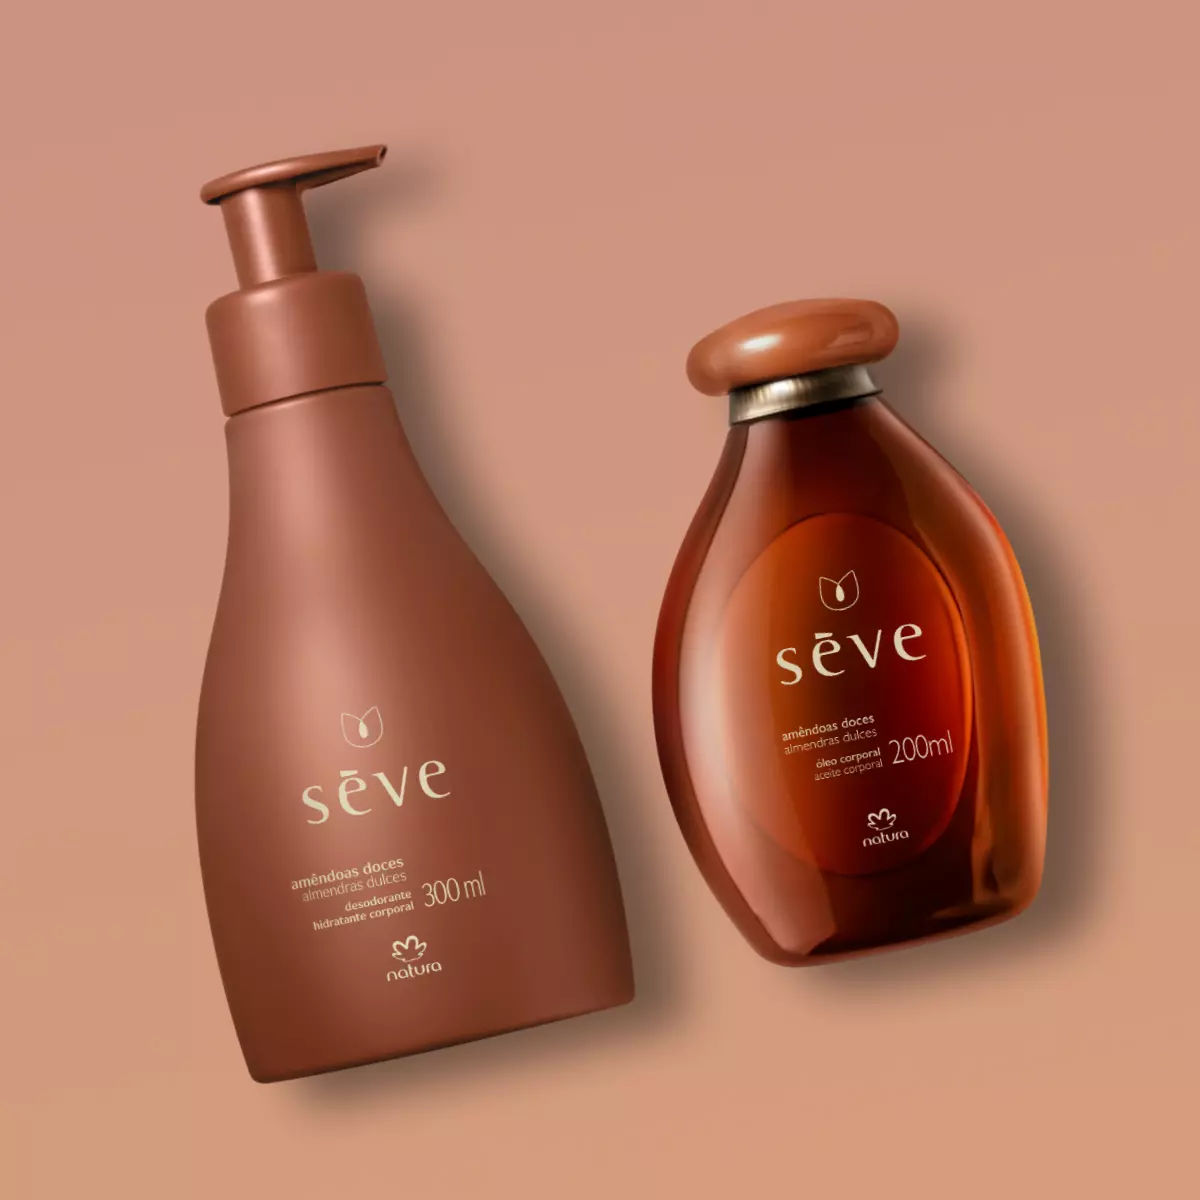 sēve
amêndoas doces
almendras dulces
desodorante
hidratante corporal
300 ml
natura
sēve
amêndoas doces
almendras dulces
óleo corporal
aceite corporal
200ml
natura